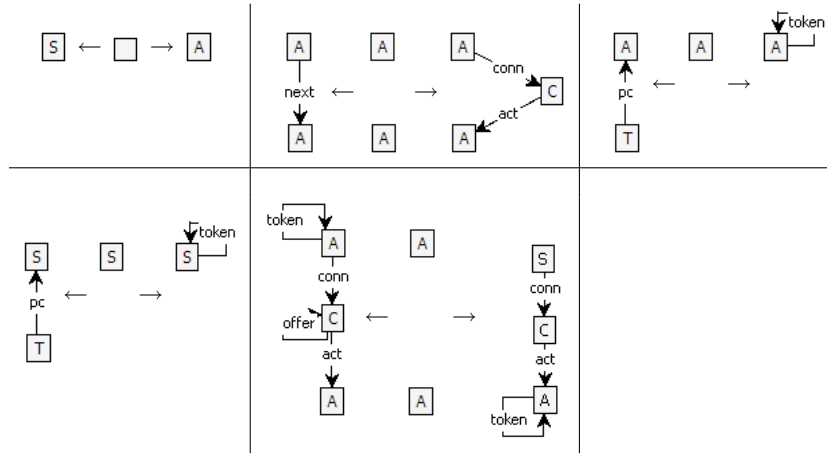 S ← → A
A A A
conn
next ← → C
act
A A A
token
A A A
pc ← →
T
token
S S S
pc ← →
T
token
A A
conn
offer C ← →
act
A A
S
conn
C
act
A
token